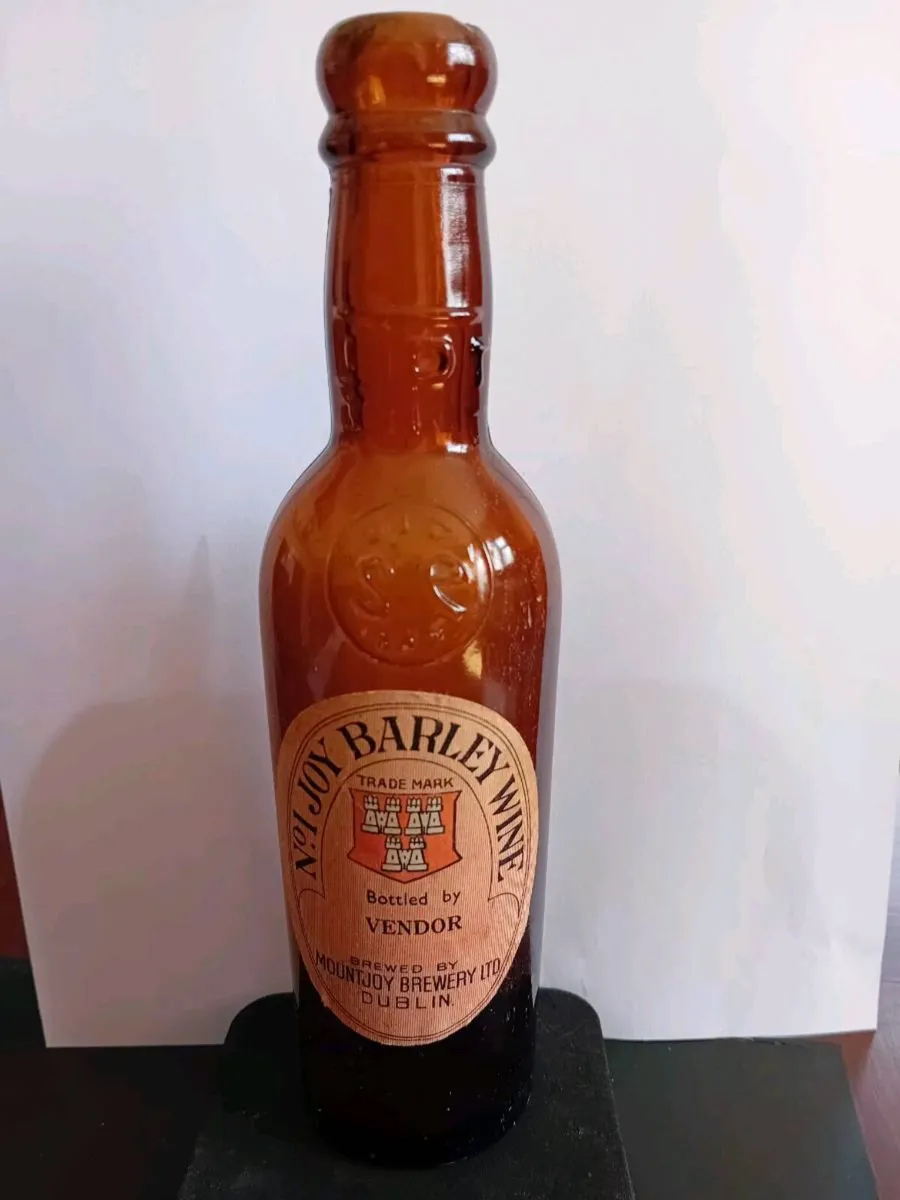 No1 JOY BARLEY WINE
TRADE MARK
Bottled by
VENDOR
BREWED BY
MOUNTJOY BREWERY LTD
DUBLIN.